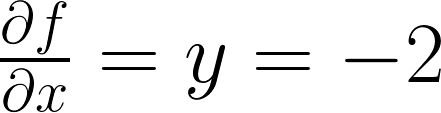 ∂f/∂x = y = −2